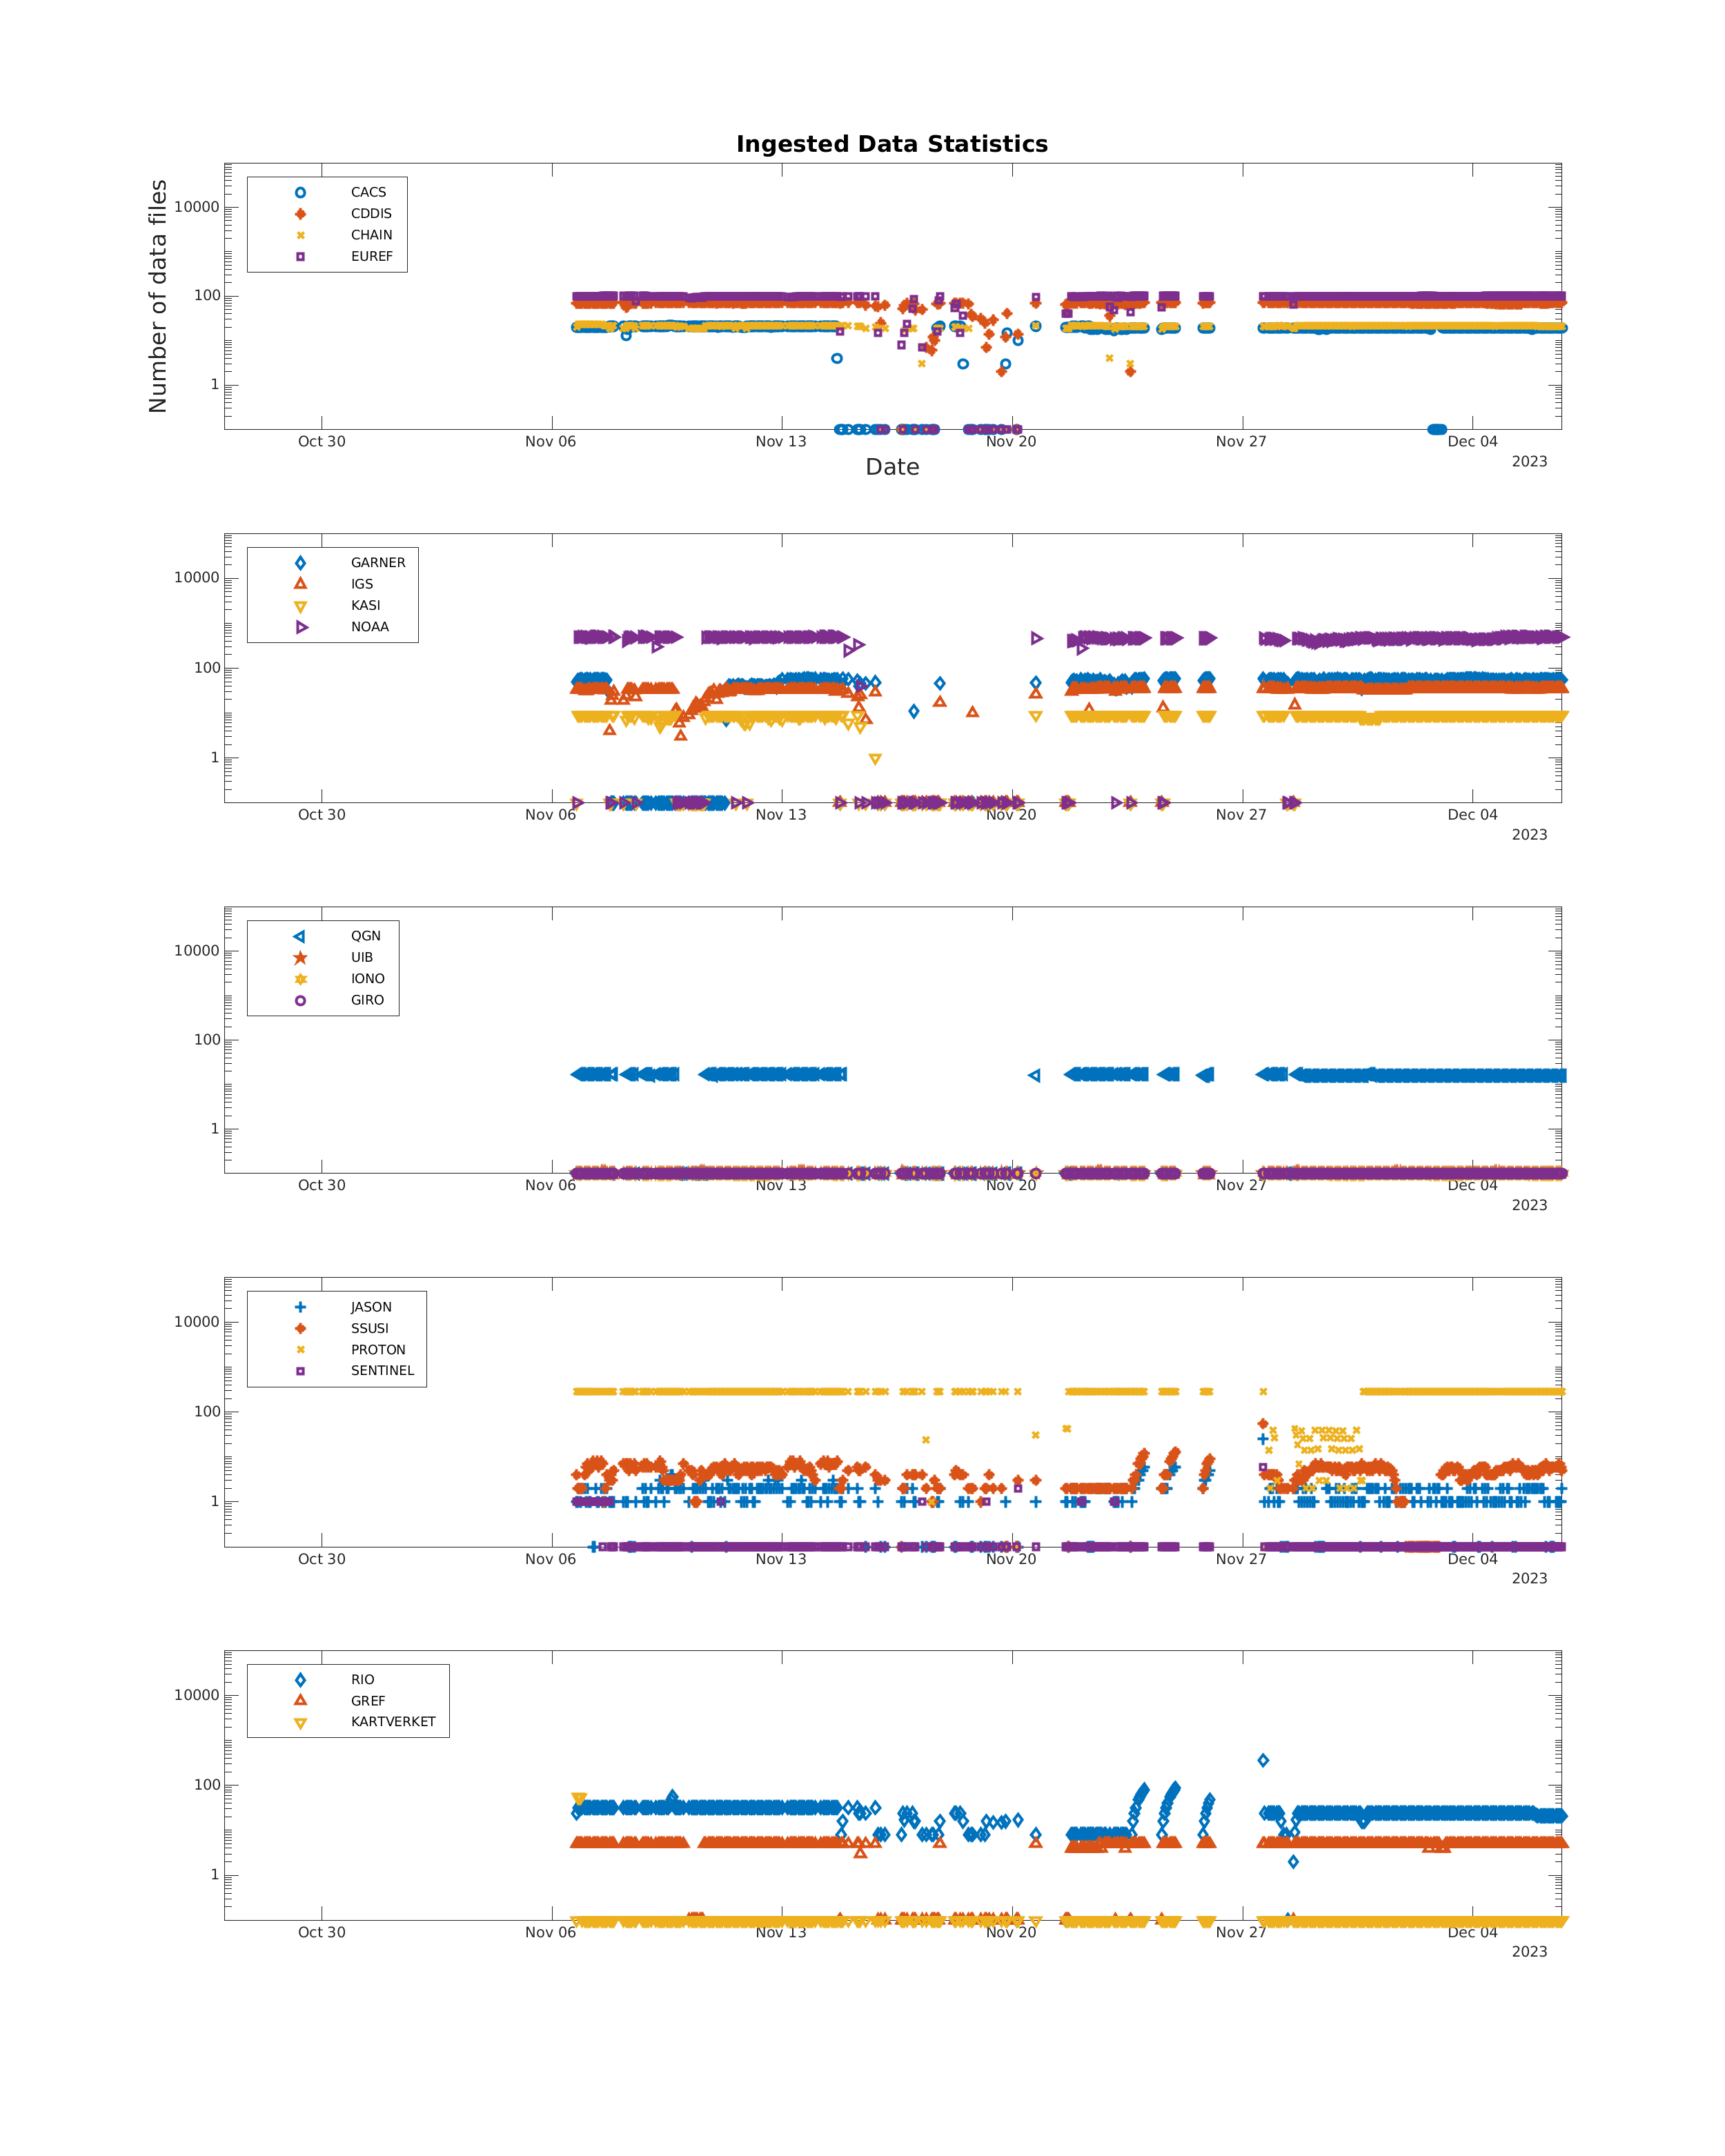 Ingested Data Statistics
Number of data files
10000
100
1
CACS
CDDIS
CHAIN
EUREF
Oct 30 Nov 06 Nov 13 Nov 20 Nov 27 Dec 04
2023
Date
10000
100
1
GARNER
IGS
KASI
NOAA
Oct 30 Nov 06 Nov 13 Nov 20 Nov 27 Dec 04
2023
10000
100
1
QGN
UIB
IONO
GIRO
Oct 30 Nov 06 Nov 13 Nov 20 Nov 27 Dec 04
2023
10000
100
1
JASON
SSUSI
PROTON
SENTINEL
Oct 30 Nov 06 Nov 13 Nov 20 Nov 27 Dec 04
2023
10000
100
1
RIO
GREF
KARTVERKET
Oct 30 Nov 06 Nov 13 Nov 20 Nov 27 Dec 04
2023